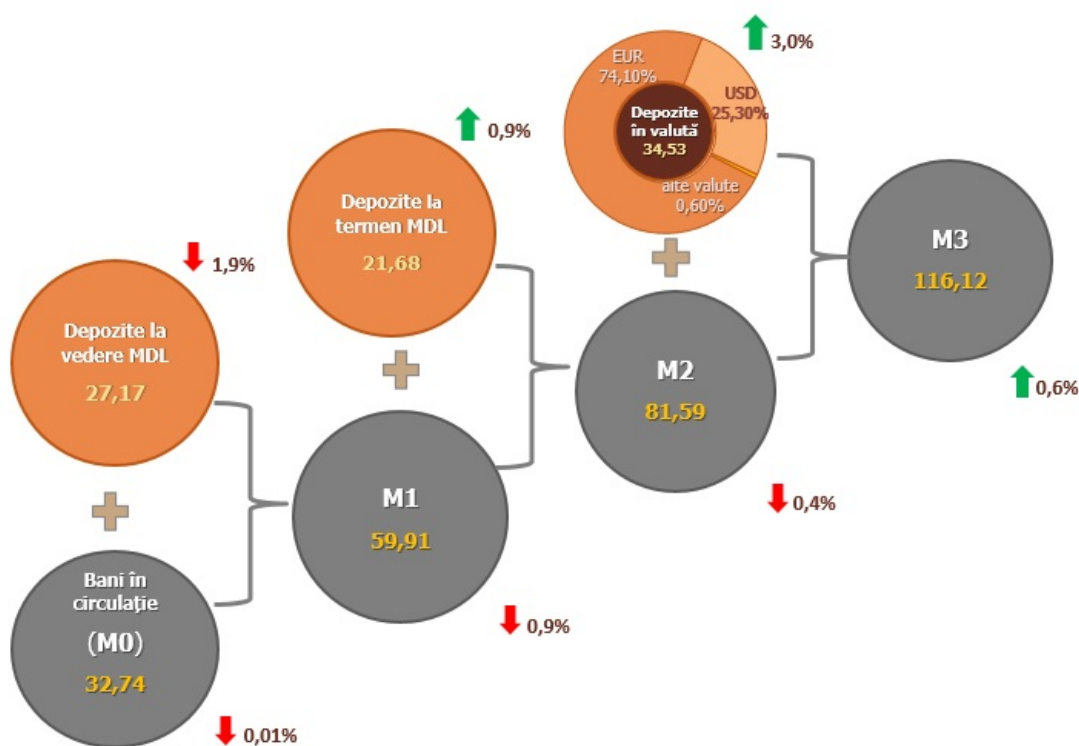 3,0%
EUR
74,10%
USD
25,30%
Depozite
în valută
34,53
alte valute
0,60%
0,9%
Depozite la
termen MDL
21,68
1,9%
Depozite la
vedere MDL
27,17
M3
116,12
0,6%
M2
81,59
0,4%
M1
59,91
0,9%
Bani în
circulație
(M0)
32,74
0,01%